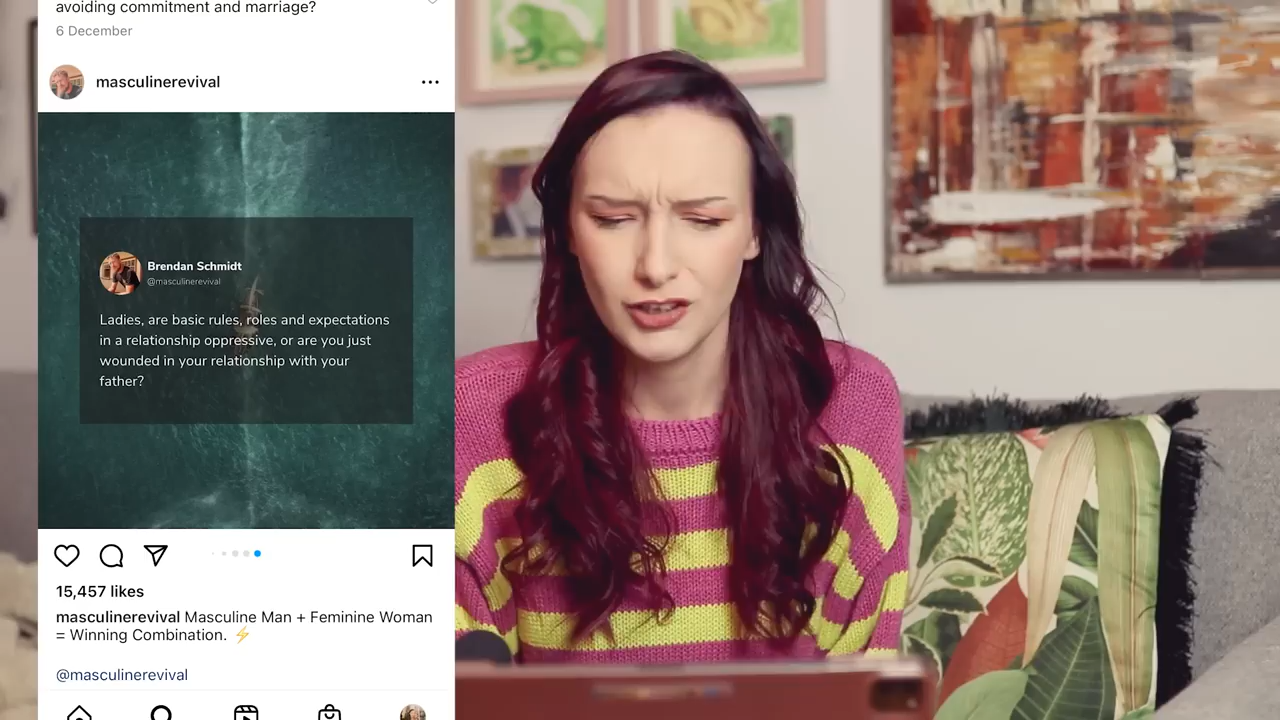 avoiding commitment and marriage?
6 December
masculinerevival
Brendan Schmidt
@masculinerevival
Ladies, are basic rules, roles and expectations
in a relationship oppressive, or are you just
wounded in your relationship with your
father?
15,457 likes
masculinerevival Masculine Man + Feminine Woman
= Winning Combination. ⚡
@masculinerevival